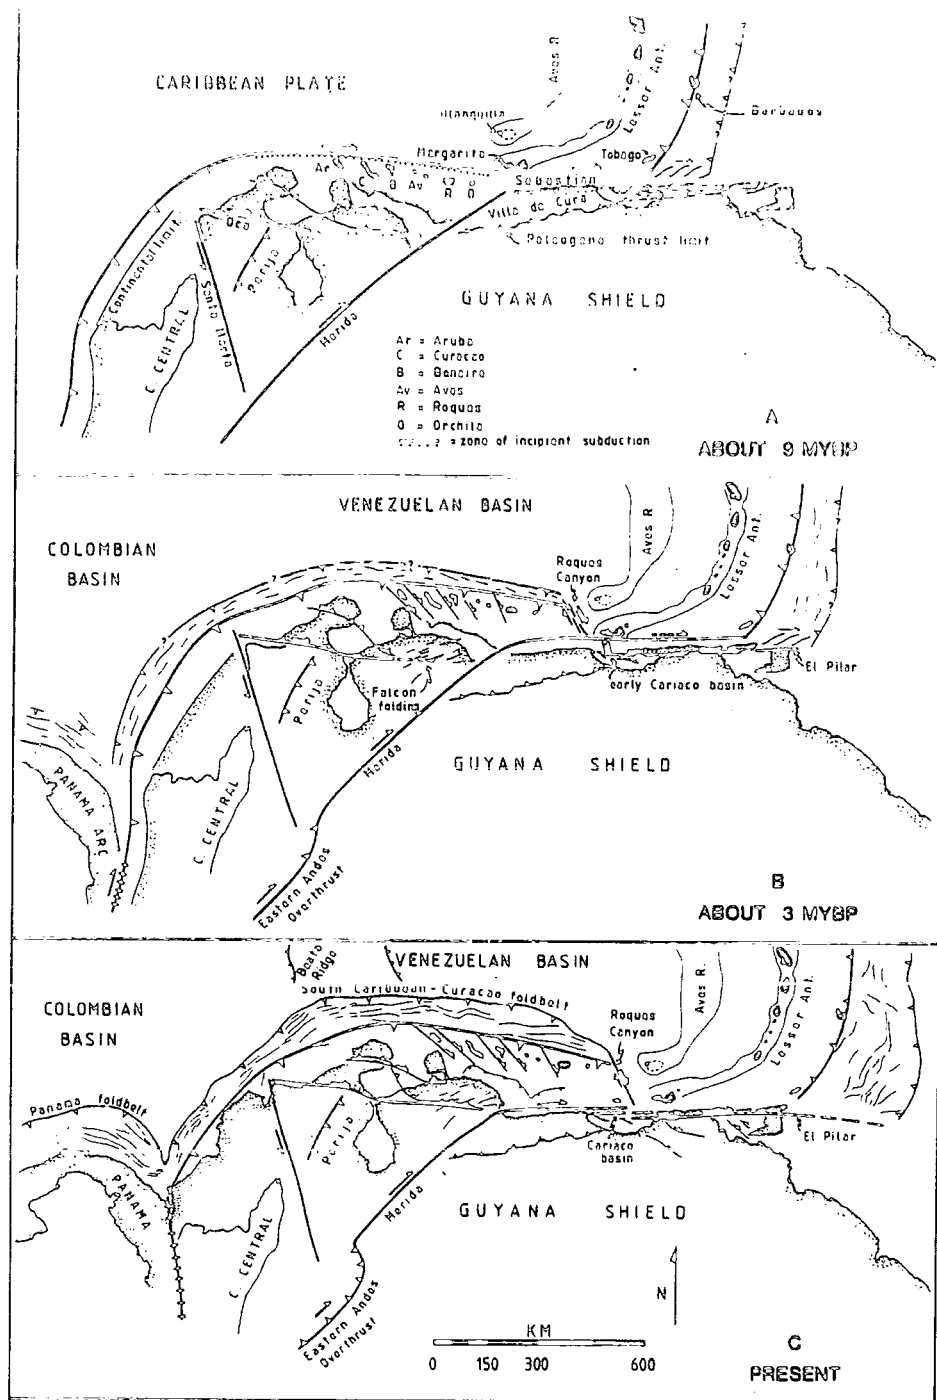 CARIBBEAN PLATE
Aves R
Lesser Ant.
Barbados
Blanquilla
Margarita
Tobago
Ar
C
B
Av
R
O
Sebastian
Villa de Cura
Paleogene thrust limit
Continental limit
Oca
Perija
Santa Marta
Merida
C. CENTRAL
GUYANA SHIELD
Ar = Aruba
C = Curacao
B = Bonaire
Av = Aves
R = Roques
O = Orchila
= zone of incipient subduction
A
ABOUT 9 MYBP
VENEZUELAN BASIN
COLOMBIAN
BASIN
?
?
?
Aves R
Lesser Ant.
Roques
Canyon
El Pilar
early Cariaco basin
Falcon
folding
Perija
Merida
GUYANA SHIELD
PANAMA ARC
C. CENTRAL
Eastern Andes
Overthrust
B
ABOUT 3 MYBP
Beata
Ridge
VENEZUELAN BASIN
South Caribbean-Curacao foldbelt
COLOMBIAN
BASIN
Aves R.
Lesser Ant.
Roques
Canyon
Panama foldbelt
El Pilar
Cariaco
basin
Perija
Merida
PANAMA
C. CENTRAL
GUYANA SHIELD
Eastern Andes
Overthrust
N
KM
0 150 300 600
C
PRESENT